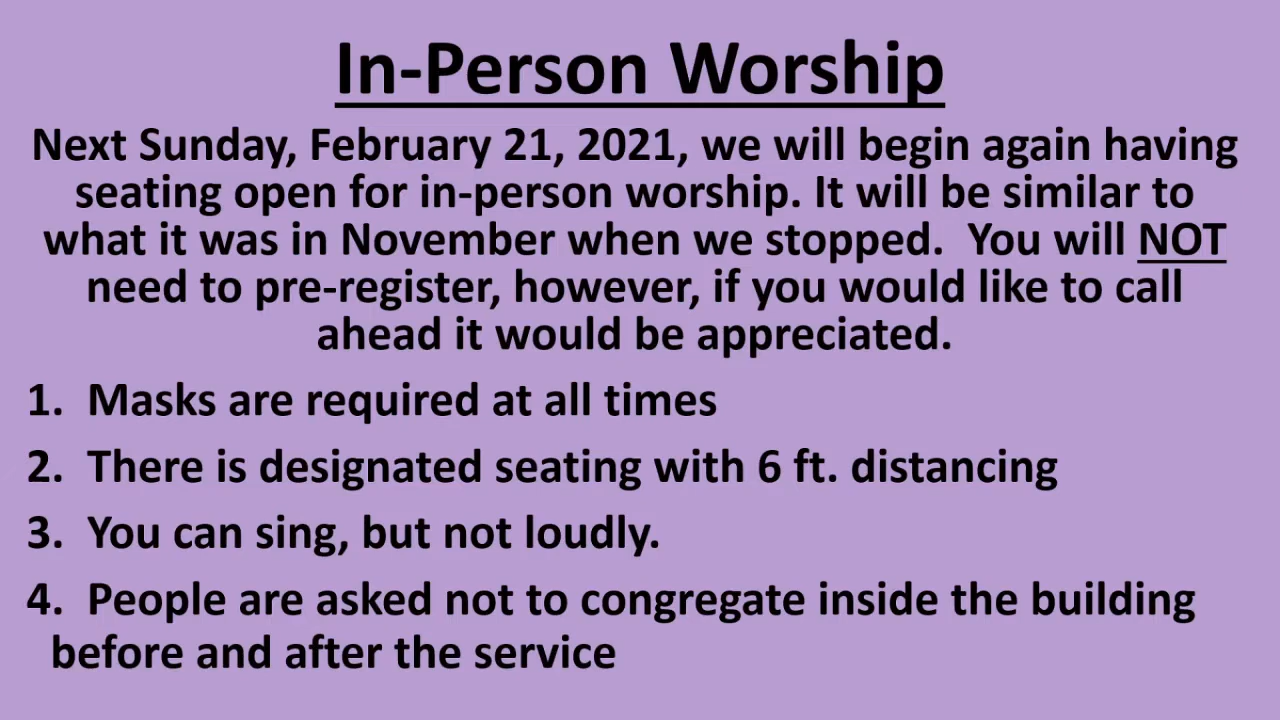 In-Person Worship
Next Sunday, February 21, 2021, we will begin again having
seating open for in-person worship. It will be similar to
what it was in November when we stopped.  You will NOT
need to pre-register, however, if you would like to call
ahead it would be appreciated.
1.  Masks are required at all times
2.  There is designated seating with 6 ft. distancing
3.  You can sing, but not loudly.
4.  People are asked not to congregate inside the building
before and after the service